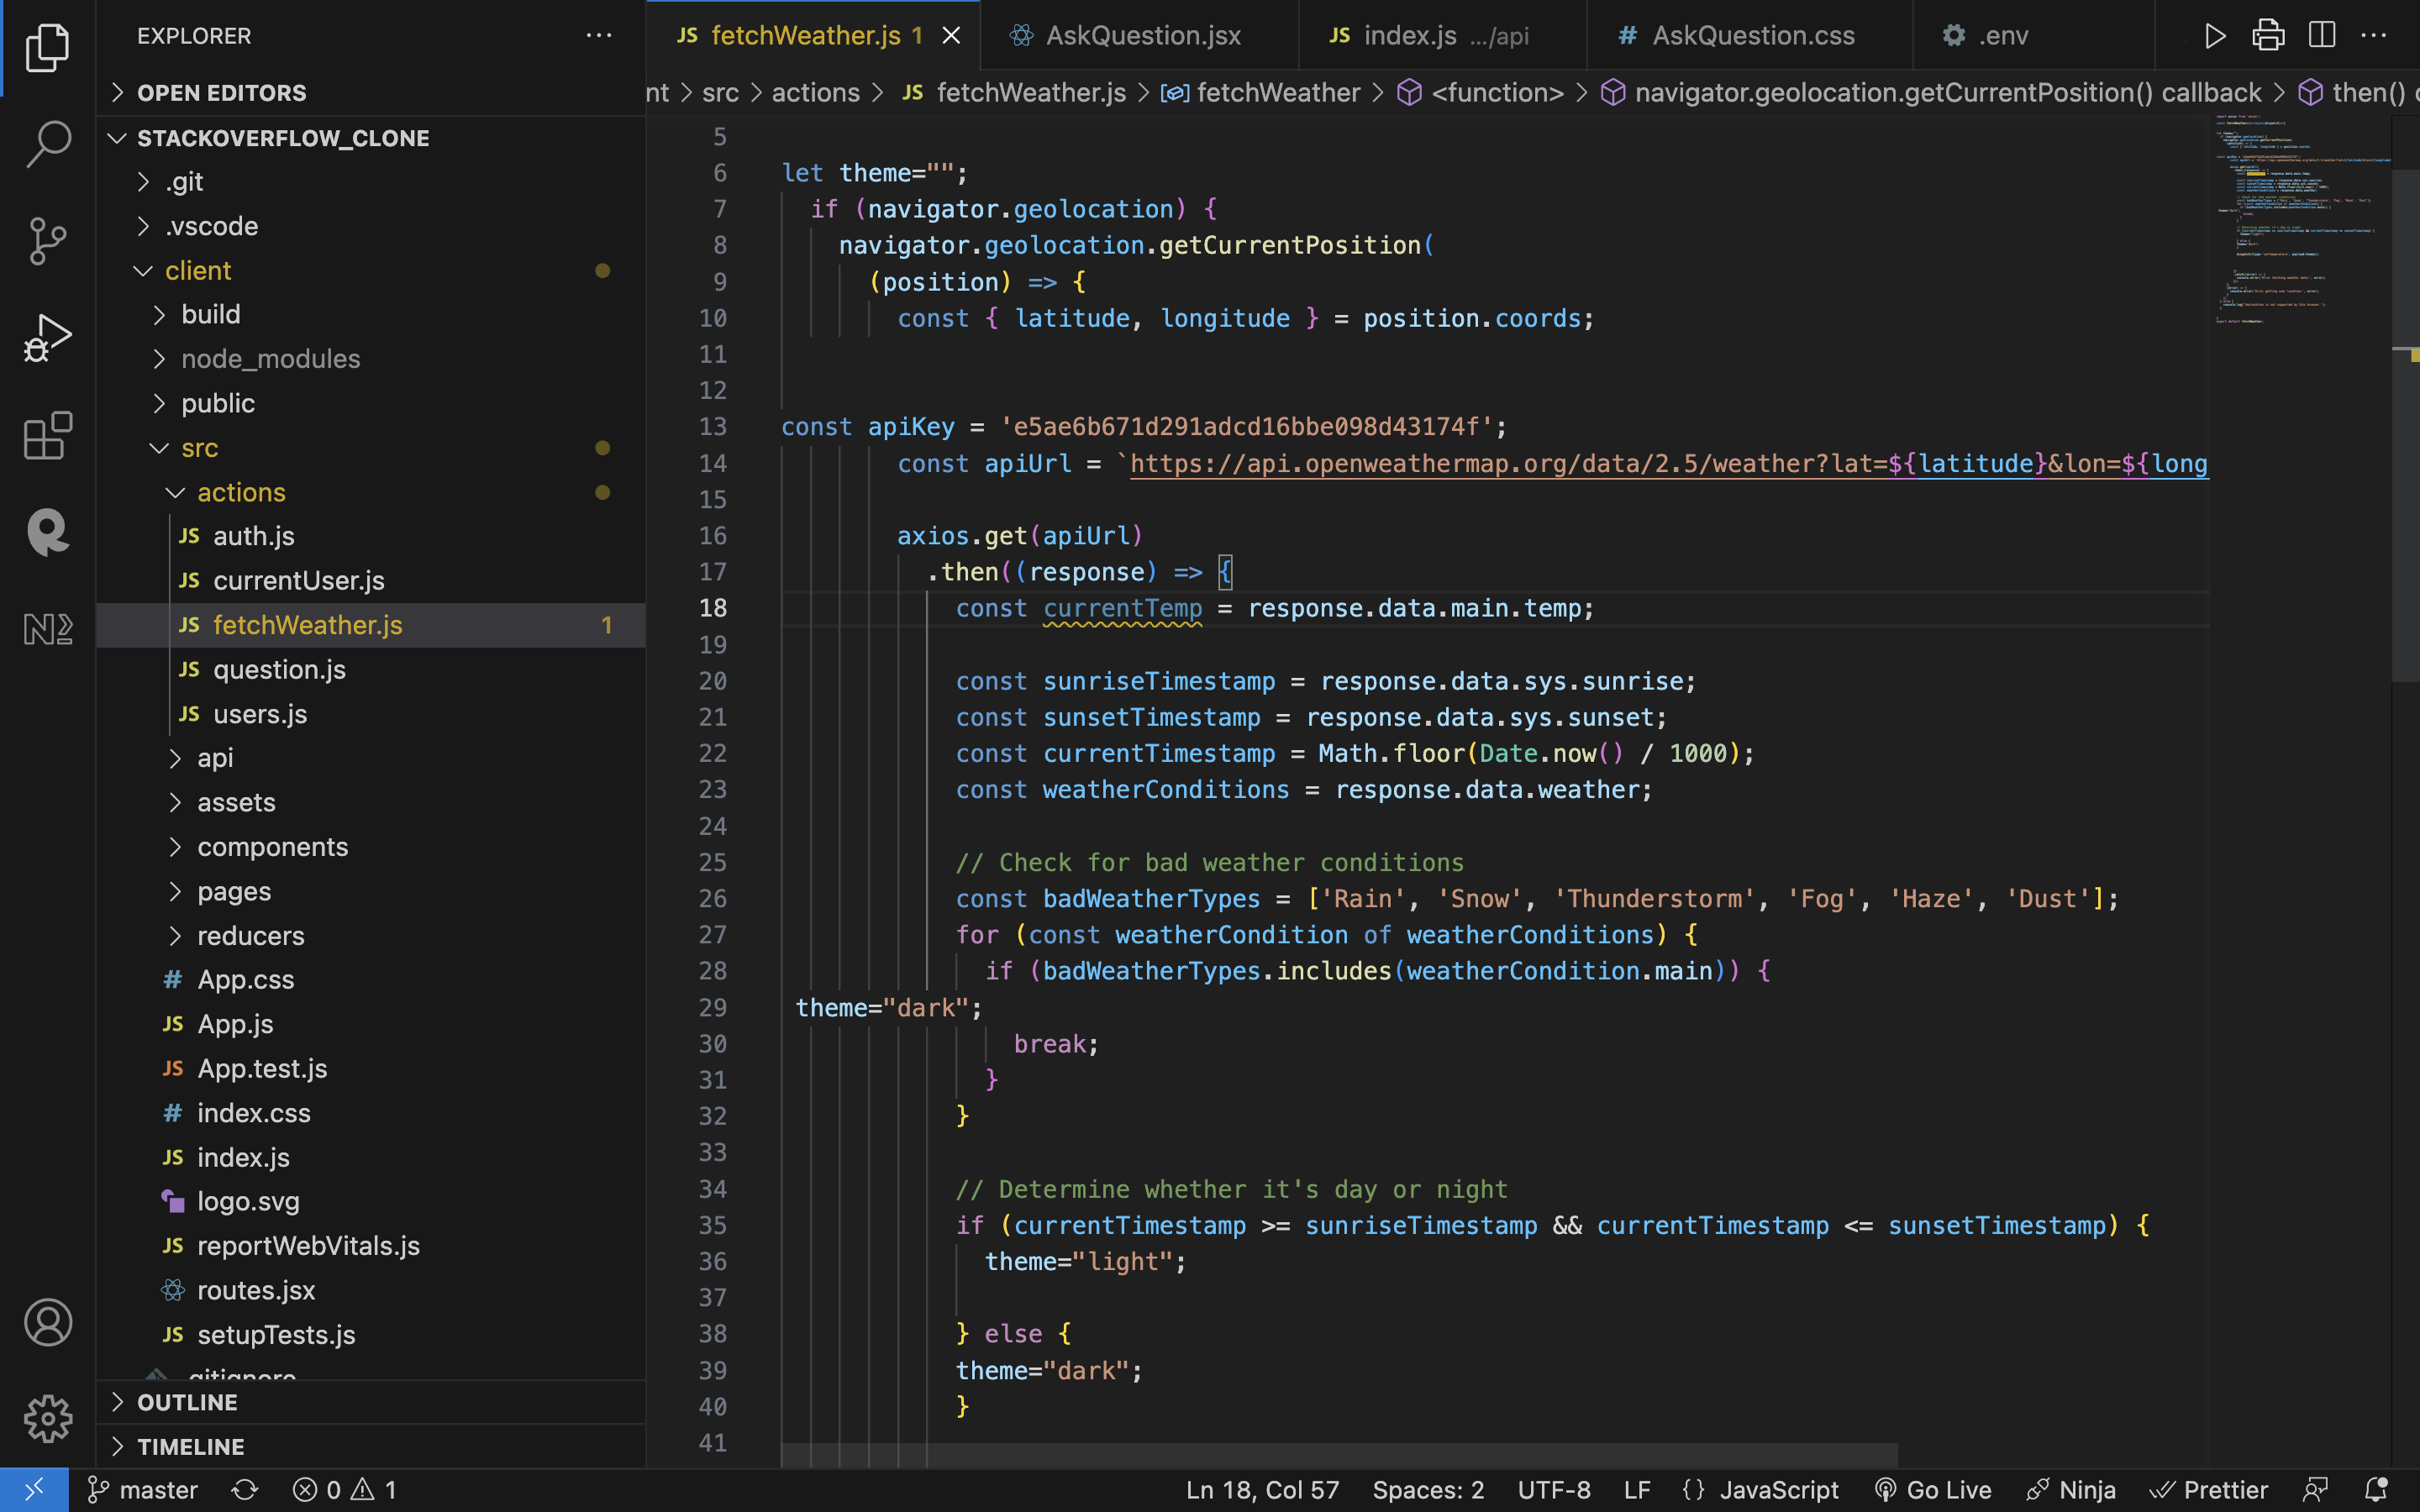 EXPLORER
OPEN EDITORS
STACKOVERFLOW_CLONE
.git
.vscode
client
build
node_modules
public
src
actions
JS auth.js
JS currentUser.js
JS fetchWeather.js 1
JS question.js
JS users.js
api
assets
components
pages
reducers
# App.css
JS App.js
JS App.test.js
# index.css
JS index.js
logo.svg
JS reportWebVitals.js
routes.jsx
JS setupTests.js
.gitignore
OUTLINE
TIMELINE
JS fetchWeather.js 1
AskQuestion.jsx
JS index.js .../api
# AskQuestion.css
.env
nt > src > actions > JS fetchWeather.js > fetchWeather > <function> > navigator.geolocation.getCurrentPosition() callback > then() c
5
6 let theme="";
7 if (navigator.geolocation) {
8 navigator.geolocation.getCurrentPosition(
9 (position) => {
10 const { latitude, longitude } = position.coords;
11
12
13 const apiKey = 'e5ae6b671d291adcd16bbe098d43174f';
14 const apiUrl = `https://api.openweathermap.org/data/2.5/weather?lat=${latitude}&lon=${long
15
16 axios.get(apiUrl)
17 .then((response) => {
18 const currentTemp = response.data.main.temp;
19
20 const sunriseTimestamp = response.data.sys.sunrise;
21 const sunsetTimestamp = response.data.sys.sunset;
22 const currentTimestamp = Math.floor(Date.now() / 1000);
23 const weatherConditions = response.data.weather;
24
25 // Check for bad weather conditions
26 const badWeatherTypes = ['Rain', 'Snow', 'Thunderstorm', 'Fog', 'Haze', 'Dust'];
27 for (const weatherCondition of weatherConditions) {
28 if (badWeatherTypes.includes(weatherCondition.main)) {
29 theme="dark";
30 break;
31 }
32 }
33
34 // Determine whether it's day or night
35 if (currentTimestamp >= sunriseTimestamp && currentTimestamp <= sunsetTimestamp) {
36 theme="light";
37
38 } else {
39 theme="dark";
40 }
41
master 0 1
Ln 18, Col 57 Spaces: 2 UTF-8 LF {} JavaScript Go Live Ninja Prettier